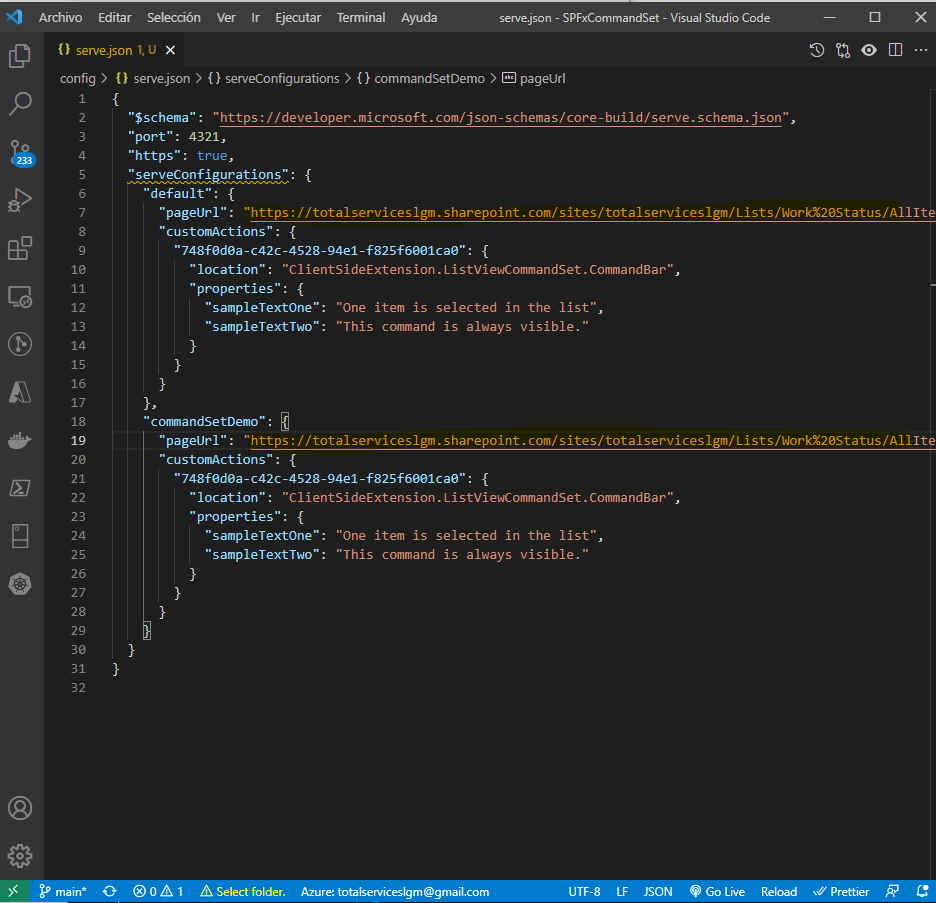 Archivo Editar Selección Ver Ir Ejecutar Terminal Ayuda serve.json - SPFxCommandSet - Visual Studio Code
{} serve.json 1, U
config > {} serve.json > {} serveConfigurations > {} commandSetDemo > abc pageUrl
1 {
2 "$schema": "https://developer.microsoft.com/json-schemas/core-build/serve.schema.json",
3 "port": 4321,
4 "https": true,
5 "serveConfigurations": {
6 "default": {
7 "pageUrl": "https://totalserviceslgm.sharepoint.com/sites/totalserviceslgm/Lists/Work%20Status/AllIte
8 "customActions": {
9 "748f0d0a-c42c-4528-94e1-f825f6001ca0": {
10 "location": "ClientSideExtension.ListViewCommandSet.CommandBar",
11 "properties": {
12 "sampleTextOne": "One item is selected in the list",
13 "sampleTextTwo": "This command is always visible."
14 }
15 }
16 }
17 },
18 "commandSetDemo": {
19 "pageUrl": "https://totalserviceslgm.sharepoint.com/sites/totalserviceslgm/Lists/Work%20Status/AllIte
20 "customActions": {
21 "748f0d0a-c42c-4528-94e1-f825f6001ca0": {
22 "location": "ClientSideExtension.ListViewCommandSet.CommandBar",
23 "properties": {
24 "sampleTextOne": "One item is selected in the list",
25 "sampleTextTwo": "This command is always visible."
26 }
27 }
28 }
29 }
30 }
31 }
32
233
main* 0 1 Select folder. Azure: totalserviceslgm@gmail.com UTF-8 LF JSON Go Live Reload Prettier